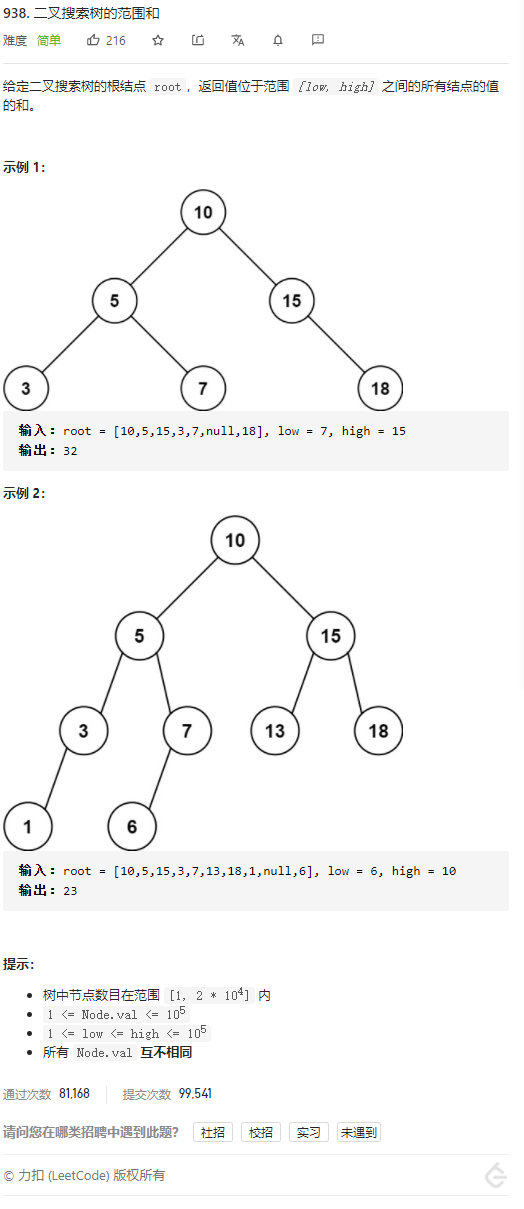 938. 二叉搜索树的范围和
难度 简单 216
给定二叉搜索树的根结点 root，返回值位于范围 [low, high] 之间的所有结点的值
的和。
示例 1：
10
5 15
3 7 18
输入：root = [10,5,15,3,7,null,18], low = 7, high = 15
输出：32
示例 2：
10
5 15
3 7 13 18
1 6
输入：root = [10,5,15,3,7,13,18,1,null,6], low = 6, high = 10
输出：23
提示：
• 树中节点数目在范围 [1, 2 * 10⁴] 内
• 1 <= Node.val <= 10⁵
• 1 <= low <= high <= 10⁵
• 所有 Node.val 互不相同
通过次数 81,168 提交次数 99,541
请问您在哪类招聘中遇到此题？ 社招 校招 实习 未遇到
© 力扣 (LeetCode) 版权所有